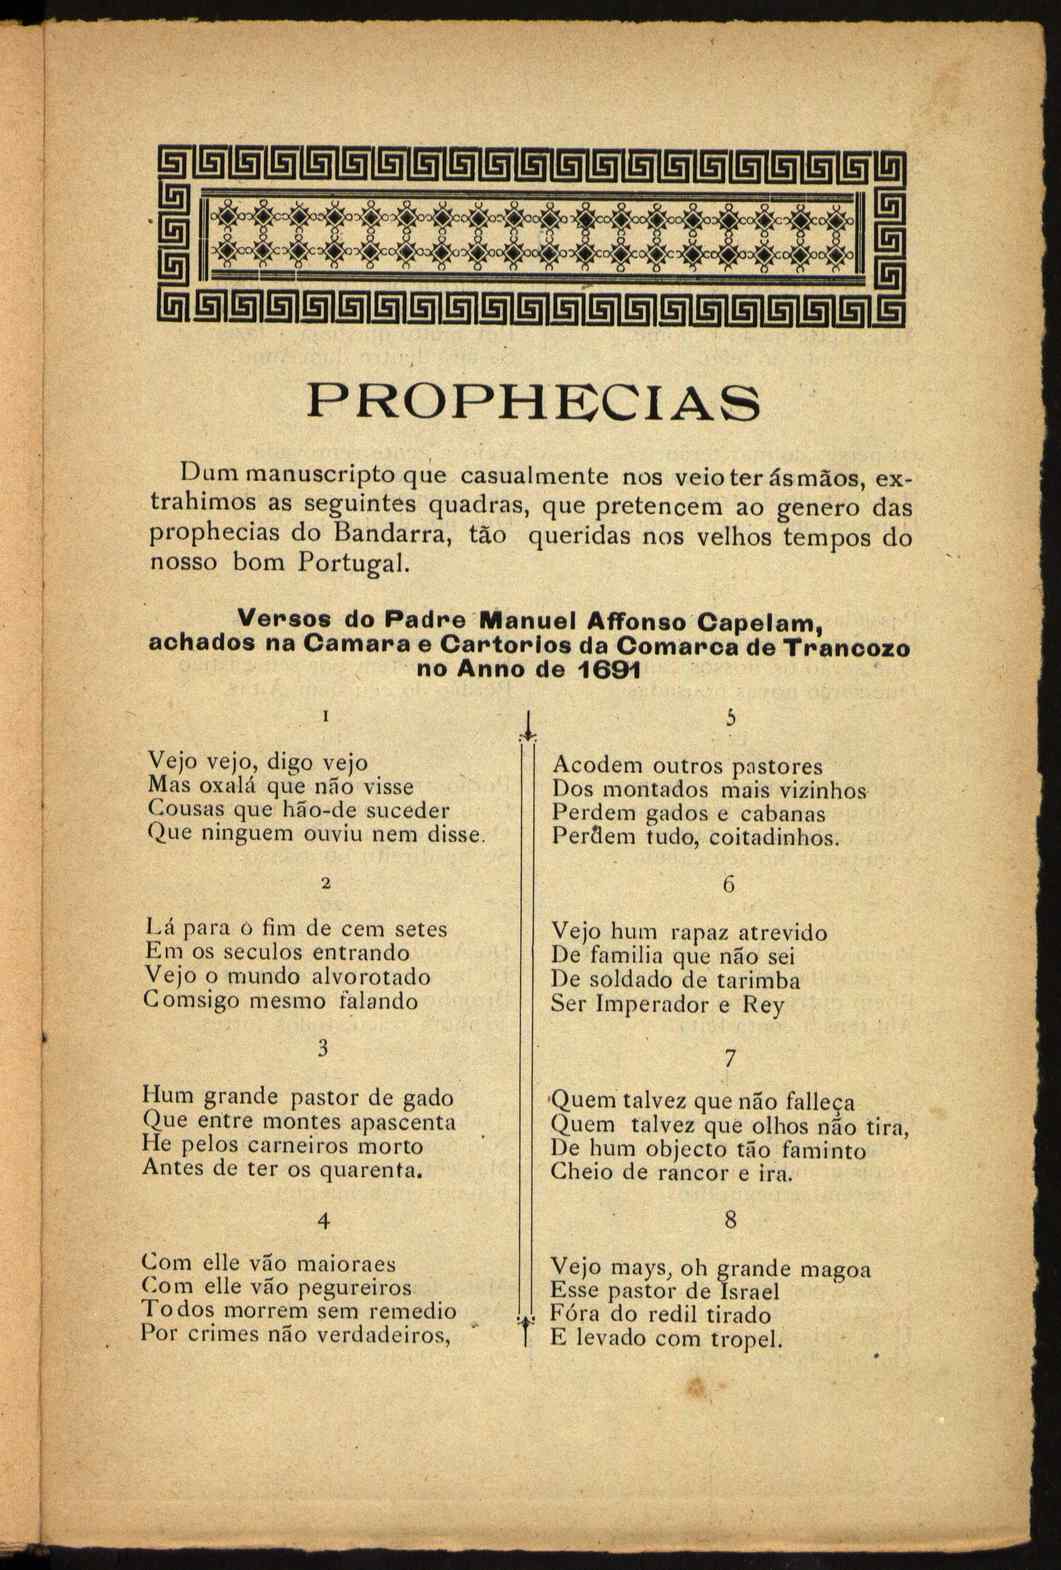 PROPHECIAS
Dum manuscripto que casualmente nos veio ter ás mãos, ex-
trahimos as seguintes quadras, que pretencem ao genero das
prophecias do Bandarra, tão queridas nos velhos tempos do
nosso bom Portugal.
Versos do Padre Manuel Affonso Capelam,
achados na Camara e Cartorios da Comarca de Trancozo
no Anno de 1691
1
Vejo vejo, digo vejo
Mas oxalá que não visse
Cousas que hão-de suceder
Que ninguem ouviu nem disse.
2
Lá para o fim de cem setes
Em os seculos entrando
Vejo o mundo alvorotado
Comsigo mesmo falando
3
Hum grande pastor de gado
Que entre montes apascenta
He pelos carneiros morto
Antes de ter os quarenta.
4
Com elle vão maioraes
Com elle vão pegureiros
Todos morrem sem remedio
Por crimes não verdadeiros,
5
Acodem outros pastores
Dos montados mais vizinhos
Perdem gados e cabanas
Perdem tudo, coitadinhos.
6
Vejo hum rapaz atrevido
De familia que não sei
De soldado de tarimba
Ser Imperador e Rey
7
Quem talvez que não falleça
Quem talvez que olhos não tira,
De hum objecto tão faminto
Cheio de rancor e ira.
8
Vejo mays, oh grande magoa
Esse pastor de Israel
Fóra do redil tirado
E levado com tropel.